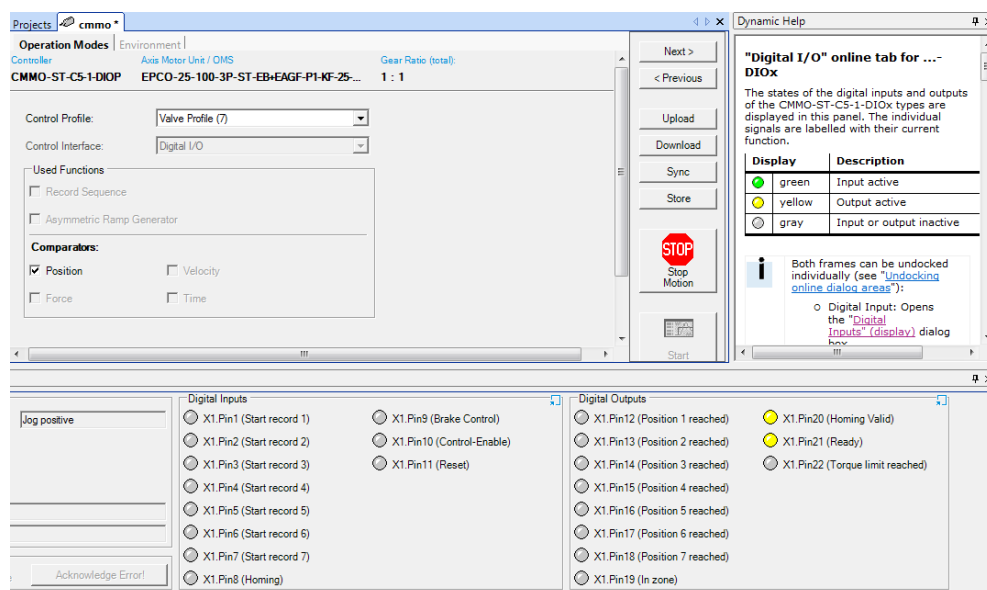 Projects
cmmo *
Operation Modes
Environment
Controller
Axis Motor Unit / OMS
Gear Ratio (total):
CMMO-ST-C5-1-DIOP
EPCO-25-100-3P-ST-EB+EAGF-P1-KF-25-...
1 : 1
Control Profile:
Valve Profile (7)
Control Interface:
Digital I/O
Used Functions
Record Sequence
Asymmetric Ramp Generator
Comparators:
Position
Velocity
Force
Time
Next >
< Previous
Upload
Download
Sync
Store
STOP
Stop
Motion
Start
Dynamic Help
"Digital I/O" online tab for ...-
DIOx
The states of the digital inputs and outputs
of the CMMO-ST-C5-1-DIOx types are
displayed in this panel. The individual
signals are labelled with their current
function.
Display
Description
green
Input active
yellow
Output active
gray
Input or output inactive
i
Both frames can be undocked
individually (see "Undocking
online dialog areas"):
o Digital Input: Opens
the "Digital
Inputs" (display) dialog
box
Jog positive
Acknowledge Error!
Digital Inputs
X1.Pin1 (Start record 1)
X1.Pin2 (Start record 2)
X1.Pin3 (Start record 3)
X1.Pin4 (Start record 4)
X1.Pin5 (Start record 5)
X1.Pin6 (Start record 6)
X1.Pin7 (Start record 7)
X1.Pin8 (Homing)
X1.Pin9 (Brake Control)
X1.Pin10 (Control-Enable)
X1.Pin11 (Reset)
Digital Outputs
X1.Pin12 (Position 1 reached)
X1.Pin13 (Position 2 reached)
X1.Pin14 (Position 3 reached)
X1.Pin15 (Position 4 reached)
X1.Pin16 (Position 5 reached)
X1.Pin17 (Position 6 reached)
X1.Pin18 (Position 7 reached)
X1.Pin19 (In zone)
X1.Pin20 (Homing Valid)
X1.Pin21 (Ready)
X1.Pin22 (Torque limit reached)